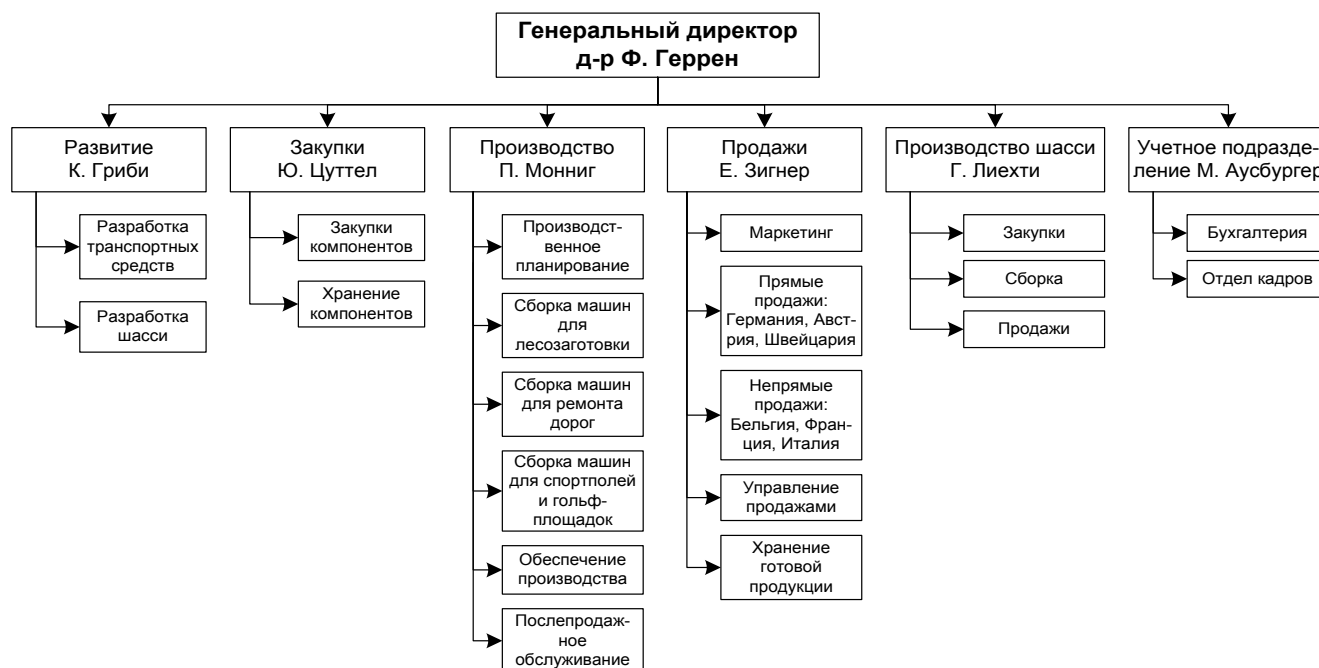 Генеральный директор
д-р Ф. Геррен
Развитие
К. Гриби
Разработка
транспортных
средств
Разработка
шасси
Закупки
Ю. Цуттел
Закупки
компонентов
Хранение
компонентов
Производство
П. Монниг
Производст-
венное
планирование
Сборка машин
для
лесозаготовки
Сборка машин
для ремонта
дорог
Сборка машин
для спортполей
и гольф-
площадок
Обеспечение
производства
Послепродаж-
ное
обслуживание
Продажи
Е. Зигнер
Маркетинг
Прямые
продажи:
Германия, Авст-
рия, Швейцария
Непрямые
продажи:
Бельгия, Фран-
ция, Италия
Управление
продажами
Хранение
готовой
продукции
Производство шасси
Г. Лиехти
Закупки
Сборка
Продажи
Учетное подразде-
ление М. Аусбургер
Бухгалтерия
Отдел кадров